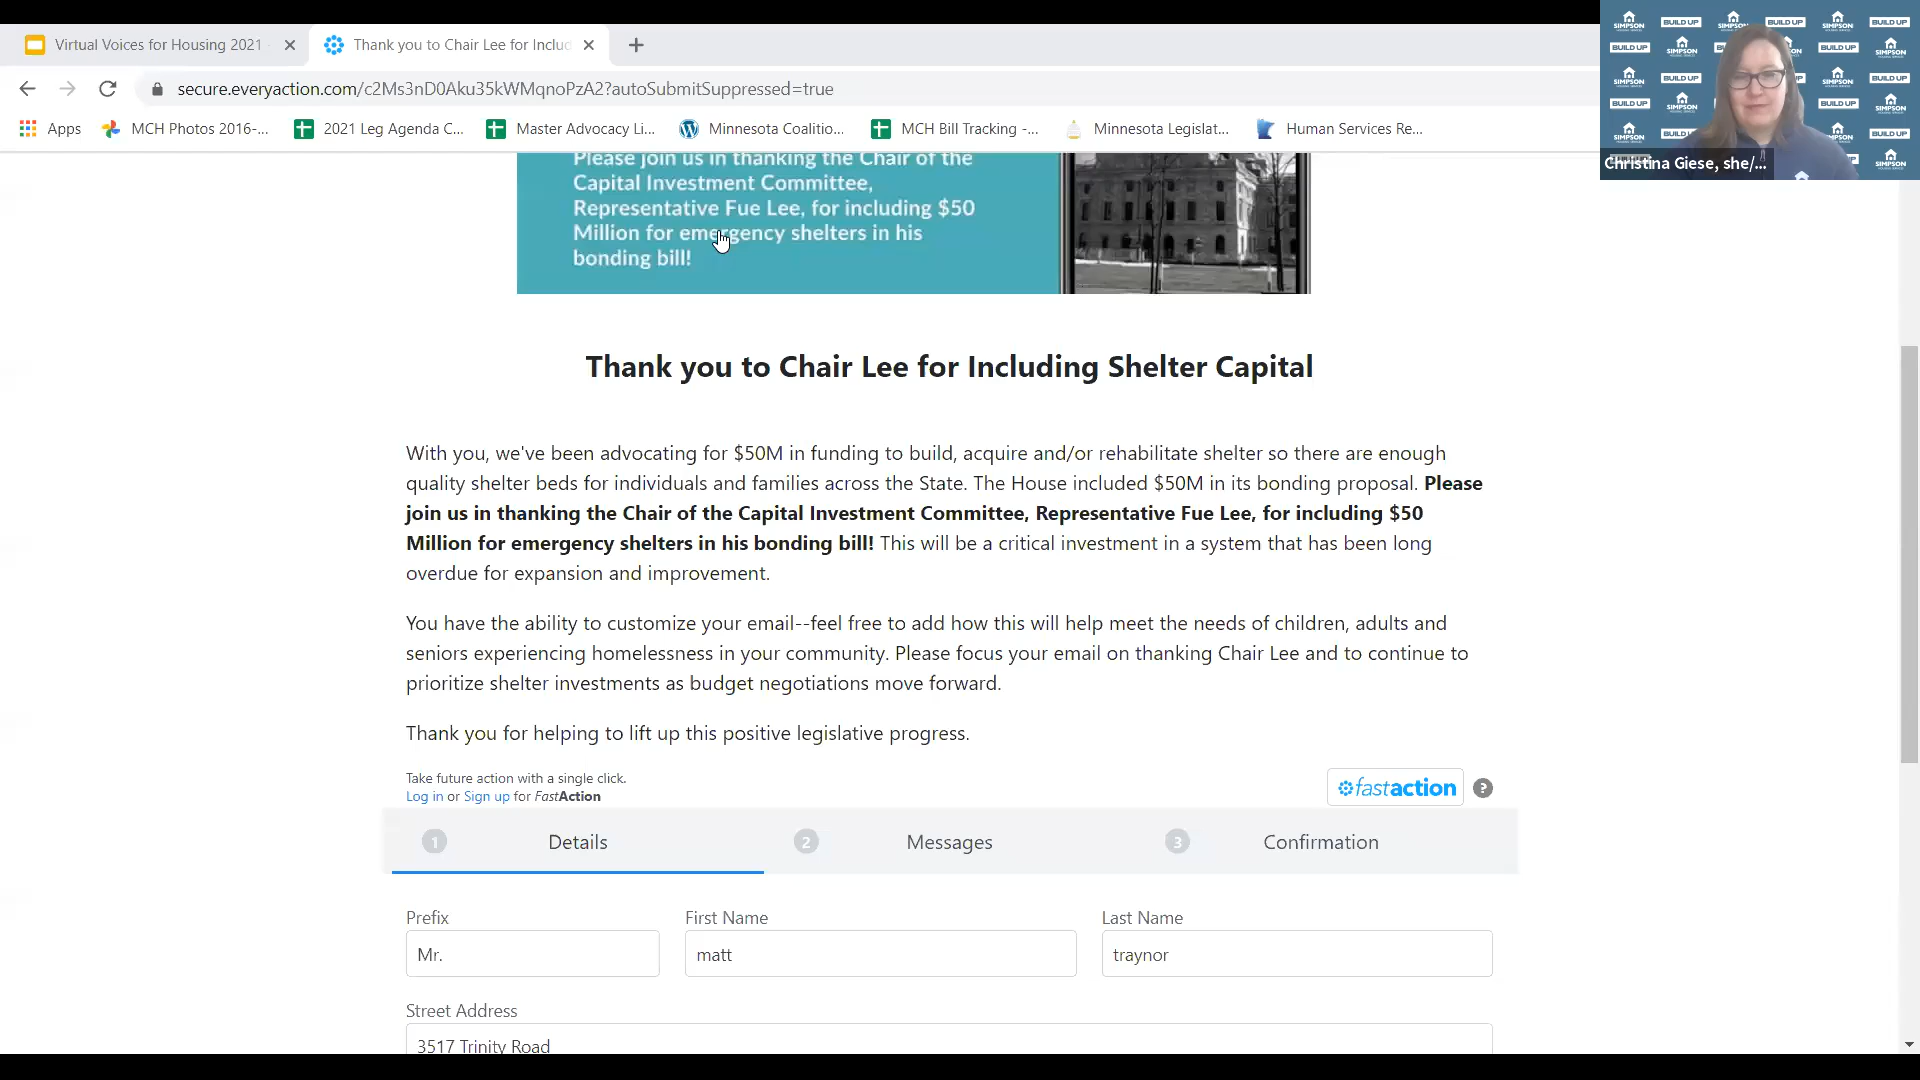 Virtual Voices for Housing 2021
Thank you to Chair Lee for Includ
secure.everyaction.com/c2Ms3nD0Aku35kWMqnoPzA2?autoSubmitSuppressed=true
Apps
MCH Photos 2016-...
2021 Leg Agenda C...
Master Advocacy Li...
Minnesota Coalitio...
MCH Bill Tracking -...
Minnesota Legislat...
Human Services Re...
SIMPSON
BUILD UP
Christina Giese, she/...
Please join us in thanking the Chair of the
Capital Investment Committee,
Representative Fue Lee, for including $50
Million for emergency shelters in his
bonding bill!
Thank you to Chair Lee for Including Shelter Capital
With you, we've been advocating for $50M in funding to build, acquire and/or rehabilitate shelter so there are enough
quality shelter beds for individuals and families across the State. The House included $50M in its bonding proposal. Please
join us in thanking the Chair of the Capital Investment Committee, Representative Fue Lee, for including $50
Million for emergency shelters in his bonding bill! This will be a critical investment in a system that has been long
overdue for expansion and improvement.
You have the ability to customize your email--feel free to add how this will help meet the needs of children, adults and
seniors experiencing homelessness in your community. Please focus your email on thanking Chair Lee and to continue to
prioritize shelter investments as budget negotiations move forward.
Thank you for helping to lift up this positive legislative progress.
Take future action with a single click.
Log in or Sign up for FastAction
fastaction ?
1 Details 2 Messages 3 Confirmation
Prefix First Name Last Name
Mr. matt traynor
Street Address
3517 Trinity Road